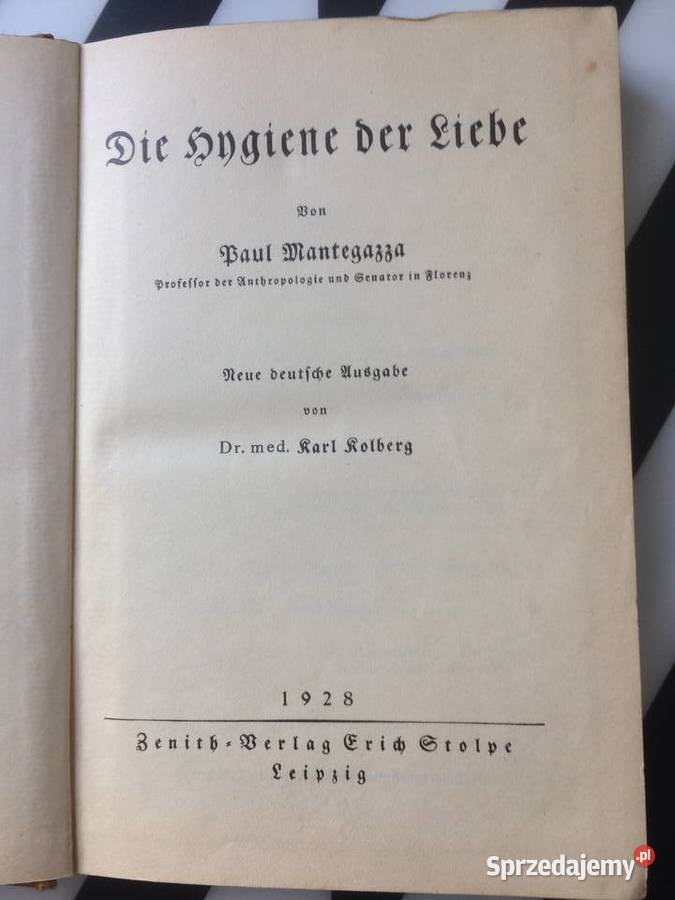 Die Hygiene der Liebe
Von
Paul Mantegazza
Professor der Anthropologie und Senator in Florenz
Neue deutsche Ausgabe
von
Dr. med. Karl Kolberg
1928
Zenith-Verlag Erich Stolpe
Leipzig
Sprzedajemy.pl